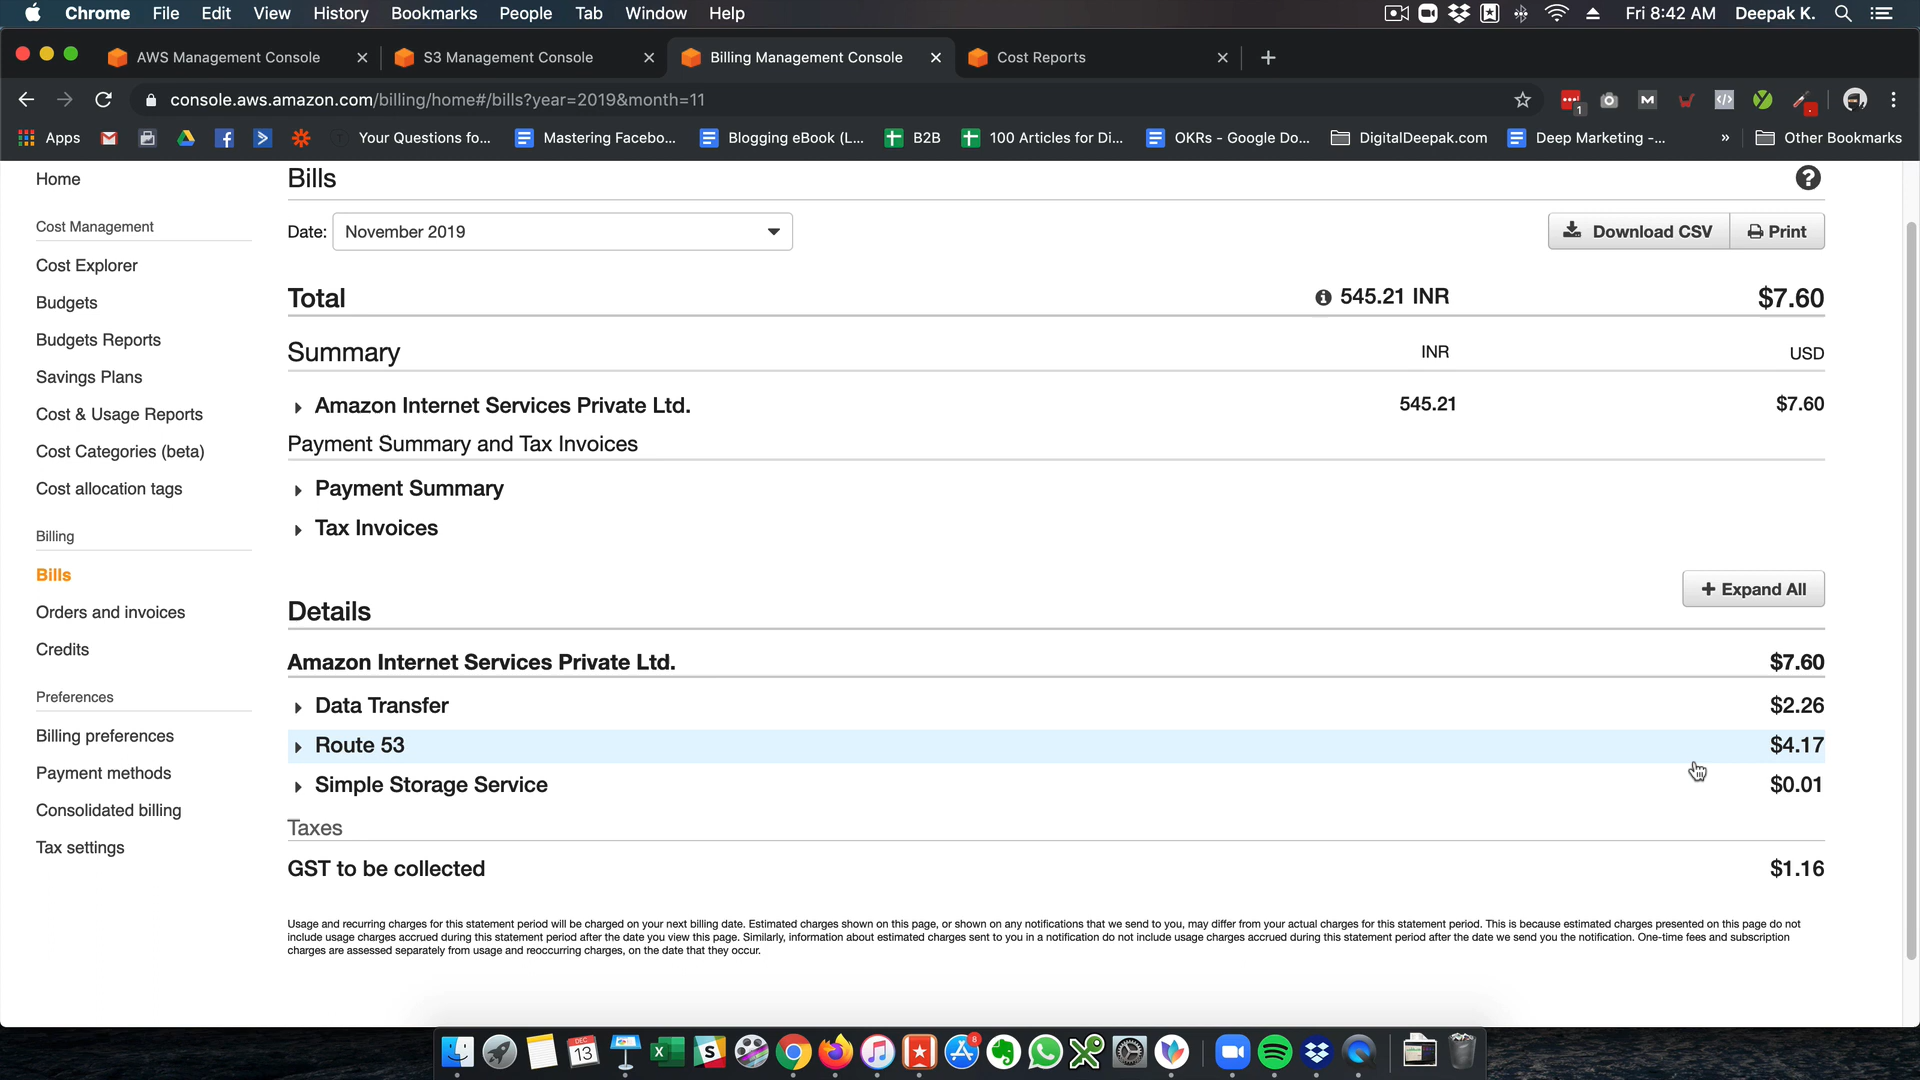 Chrome File Edit View History Bookmarks People Tab Window Help Fri 8:42 AM Deepak K.
AWS Management Console S3 Management Console Billing Management Console Cost Reports
console.aws.amazon.com/billing/home#/bills?year=2019&month=11
Apps Your Questions fo... Mastering Facebo... Blogging eBook (L... B2B 100 Articles for Di... OKRs - Google Do... DigitalDeepak.com Deep Marketing -... » Other Bookmarks
Home
Cost Management
Cost Explorer
Budgets
Budgets Reports
Savings Plans
Cost & Usage Reports
Cost Categories (beta)
Cost allocation tags
Billing
Bills
Orders and invoices
Credits
Preferences
Billing preferences
Payment methods
Consolidated billing
Tax settings
Bills
Date: November 2019 Download CSV Print
Total 545.21 INR $7.60
Summary INR USD
Amazon Internet Services Private Ltd. 545.21 $7.60
Payment Summary and Tax Invoices
Payment Summary
Tax Invoices
+ Expand All
Details
Amazon Internet Services Private Ltd. $7.60
Data Transfer $2.26
Route 53 $4.17
Simple Storage Service $0.01
Taxes
GST to be collected $1.16
Usage and recurring charges for this statement period will be charged on your next billing date. Estimated charges shown on this page, or shown on any notifications that we send to you, may differ from your actual charges for this statement period. This is because estimated charges presented on this page do not
include usage charges accrued during this statement period after the date you view this page. Similarly, information about estimated charges sent to you in a notification do not include usage charges accrued during this statement period after the date we send you the notification. One-time fees and subscription
charges are assessed separately from usage and reoccurring charges, on the date that they occur.
DEC
13
8